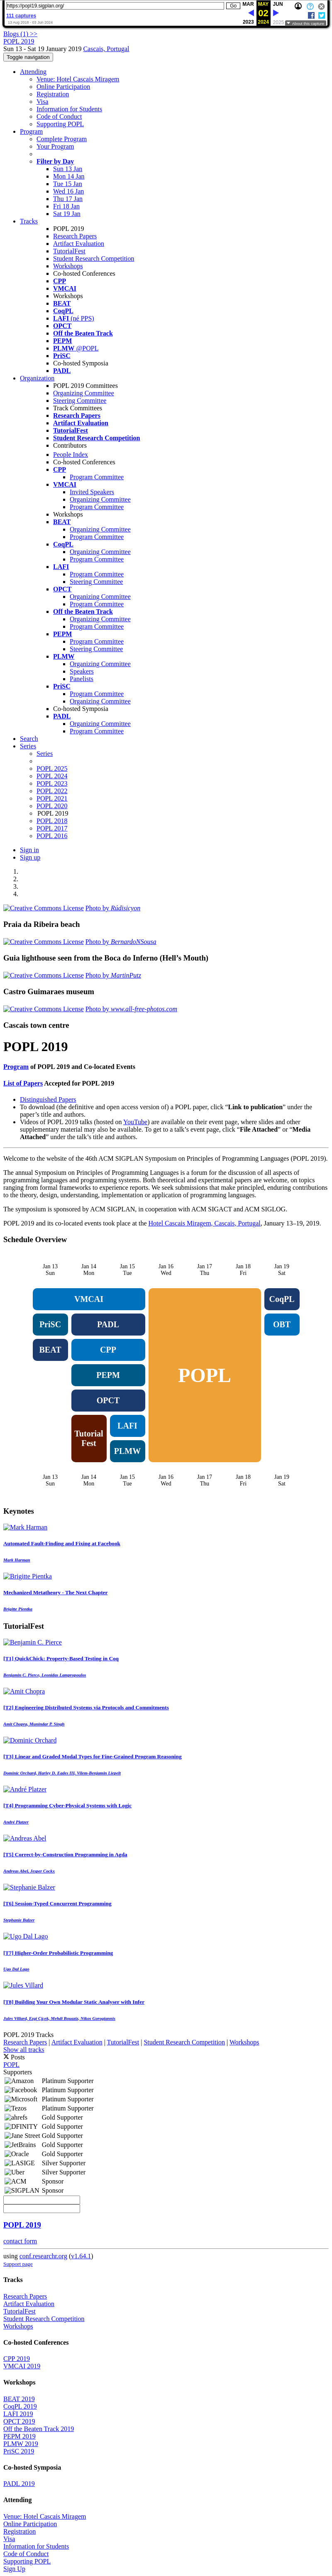 https://popl19.sigplan.org/
Go
MAR
MAY
JUN
02
2023
2024
2025
111 captures
About this capture
Blogs (1) >>
POPL 2019
Sun 13 - Sat 19 January 2019 Cascais, Portugal
Toggle navigation
Attending
Venue: Hotel Cascais Miragem
Online Participation
Registration
Visa
Information for Students
Code of Conduct
Supporting POPL
Program
Complete Program
Your Program
Filter by Day
Sun 13 Jan
Mon 14 Jan
Tue 15 Jan
Wed 16 Jan
Thu 17 Jan
Fri 18 Jan
Sat 19 Jan
Tracks
POPL 2019
Research Papers
Artifact Evaluation
TutorialFest
Student Research Competition
Workshops
Co-hosted Conferences
CPP
VMCAI
Workshops
BEAT
CoqPL
LAFI (né PPS)
OPCT
Off the Beaten Track
PEPM
PLMW @POPL
PriSC
Co-hosted Symposia
PADL
Organization
POPL 2019 Committees
Organizing Committee
Steering Committee
Track Committees
Research Papers
Artifact Evaluation
TutorialFest
Student Research Competition
Contributors
People Index
Co-hosted Conferences
CPP
Program Committee
VMCAI
Invited Speakers
Organizing Committee
Program Committee
Workshops
BEAT
Organizing Committee
Program Committee
CoqPL
Organizing Committee
Program Committee
LAFI
Program Committee
Steering Committee
OPCT
Organizing Committee
Program Committee
Off the Beaten Track
Organizing Committee
Program Committee
PEPM
Program Committee
Steering Committee
PLMW
Organizing Committee
Speakers
Panelists
PriSC
Program Committee
Organizing Committee
Co-hosted Symposia
PADL
Organizing Committee
Program Committee
Search
Series
Series
POPL 2025
POPL 2024
POPL 2023
POPL 2022
POPL 2021
POPL 2020
POPL 2019
POPL 2018
POPL 2017
POPL 2016
Sign in
Sign up
1.
2.
3.
4.
Creative Commons License Photo by Rüdisicyon
Praia da Ribeira beach
Creative Commons License Photo by BernardoNSousa
Guia lighthouse seen from the Boca do Inferno (Hell's Mouth)
Creative Commons License Photo by MartinPutz
Castro Guimaraes museum
Creative Commons License Photo by www.all-free-photos.com
Cascais town centre
POPL 2019
Program of POPL 2019 and Co-located Events
List of Papers Accepted for POPL 2019
Distinguished Papers
To download (the definitive and open access version of) a POPL paper, click “Link to publication” under the
paper's title and authors.
Videos of POPL 2019 talks (hosted on YouTube) are available on their event page, where slides and other
supplementary material may also be available. To get to a talk's event page, click “File Attached” or “Media
Attached” under the talk's title and authors.
Welcome to the website of the 46th ACM SIGPLAN Symposium on Principles of Programming Languages (POPL 2019).
The annual Symposium on Principles of Programming Languages is a forum for the discussion of all aspects of
programming languages and programming systems. Both theoretical and experimental papers are welcome, on topics
ranging from formal frameworks to experience reports. We seek submissions that make principled, enduring contributions
to the theory, design, understanding, implementation or application of programming languages.
The symposium is sponsored by ACM SIGPLAN, in cooperation with ACM SIGACT and ACM SIGLOG.
POPL 2019 and its co-located events took place at the Hotel Cascais Miragem, Cascais, Portugal, January 13–19, 2019.
Schedule Overview
Jan 13 Jan 14 Jan 15 Jan 16 Jan 17 Jan 18 Jan 19
Sun Mon Tue Wed Thu Fri Sat
VMCAI
CoqPL
PriSC
PADL
OBT
BEAT
CPP
PEPM
POPL
OPCT
Tutorial
Fest
LAFI
PLMW
Jan 13 Jan 14 Jan 15 Jan 16 Jan 17 Jan 18 Jan 19
Sun Mon Tue Wed Thu Fri Sat
Keynotes
Mark Harman
Automated Fault-Finding and Fixing at Facebook
Mark Harman
Brigitte Pientka
Mechanized Metatheory - The Next Chapter
Brigitte Pientka
TutorialFest
Benjamin C. Pierce
[T1] QuickChick: Property-Based Testing in Coq
Benjamin C. Pierce, Leonidas Lampropoulos
Amit Chopra
[T2] Engineering Distributed Systems via Protocols and Commitments
Amit Chopra, Munindar P. Singh
Dominic Orchard
[T3] Linear and Graded Modal Types for Fine-Grained Program Reasoning
Dominic Orchard, Harley D. Eades III, Vilem-Benjamin Liepelt
André Platzer
[T4] Programming Cyber-Physical Systems with Logic
André Platzer
Andreas Abel
[T5] Correct-by-Construction Programming in Agda
Andreas Abel, Jesper Cockx
Stephanie Balzer
[T6] Session-Typed Concurrent Programming
Stephanie Balzer
Ugo Dal Lago
[T7] Higher-Order Probabilistic Programming
Ugo Dal Lago
Jules Villard
[T8] Building Your Own Modular Static Analyser with Infer
Jules Villard, Ezgi Çiçek, Mehdi Bouaziz, Nikos Gorogiannis
POPL 2019 Tracks
Research Papers | Artifact Evaluation | TutorialFest | Student Research Competition | Workshops
Show all tracks
X Posts
POPL
Supporters
Amazon Platinum Supporter
Facebook Platinum Supporter
Microsoft Platinum Supporter
Tezos Platinum Supporter
ahrefs Gold Supporter
DFINITY Gold Supporter
Jane Street Gold Supporter
JetBrains Gold Supporter
Oracle Gold Supporter
LASIGE Silver Supporter
Uber Silver Supporter
ACM Sponsor
SIGPLAN Sponsor
POPL 2019
contact form
using conf.researchr.org (v1.64.1)
Support page
Tracks
Research Papers
Artifact Evaluation
TutorialFest
Student Research Competition
Workshops
Co-hosted Conferences
CPP 2019
VMCAI 2019
Workshops
BEAT 2019
CoqPL 2019
LAFI 2019
OPCT 2019
Off the Beaten Track 2019
PEPM 2019
PLMW 2019
PriSC 2019
Co-hosted Symposia
PADL 2019
Attending
Venue: Hotel Cascais Miragem
Online Participation
Registration
Visa
Information for Students
Code of Conduct
Supporting POPL
Sign Up